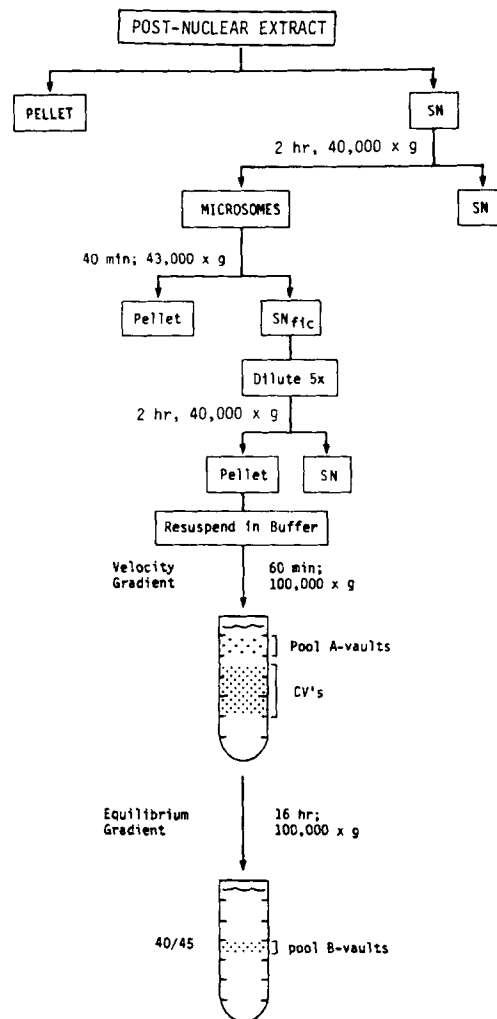 POST-NUCLEAR EXTRACT
PELLET
SN
2 hr, 40,000 x g
MICROSOMES
SN
40 min; 43,000 x g
Pellet
SNfic
Dilute 5x
2 hr, 40,000 x g
Pellet
SN
Resuspend in Buffer
Velocity
Gradient
60 min;
100,000 x g
Pool A-vaults
CV's
Equilibrium
Gradient
16 hr;
100,000 x g
40/45
pool B-vaults